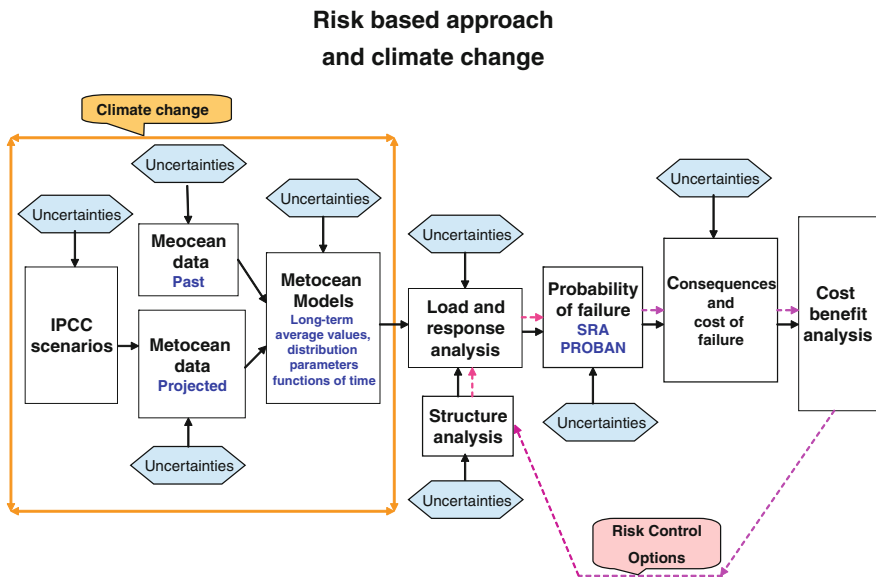 Risk based approach
and climate change
Climate change
Uncertainties
Uncertainties
Uncertainties
Uncertainties
Uncertainties
IPCC
scenarios
Meocean
data
Past
Metocean
data
Projected
Uncertainties
Metocean
Models
Long-term
average values,
distribution
parameters
functions of time
Load and
response
analysis
Structure
analysis
Uncertainties
Probability
of failure
SRA
PROBAN
Uncertainties
Consequences
and
cost of
failure
Cost
benefit
analysis
Risk Control
Options